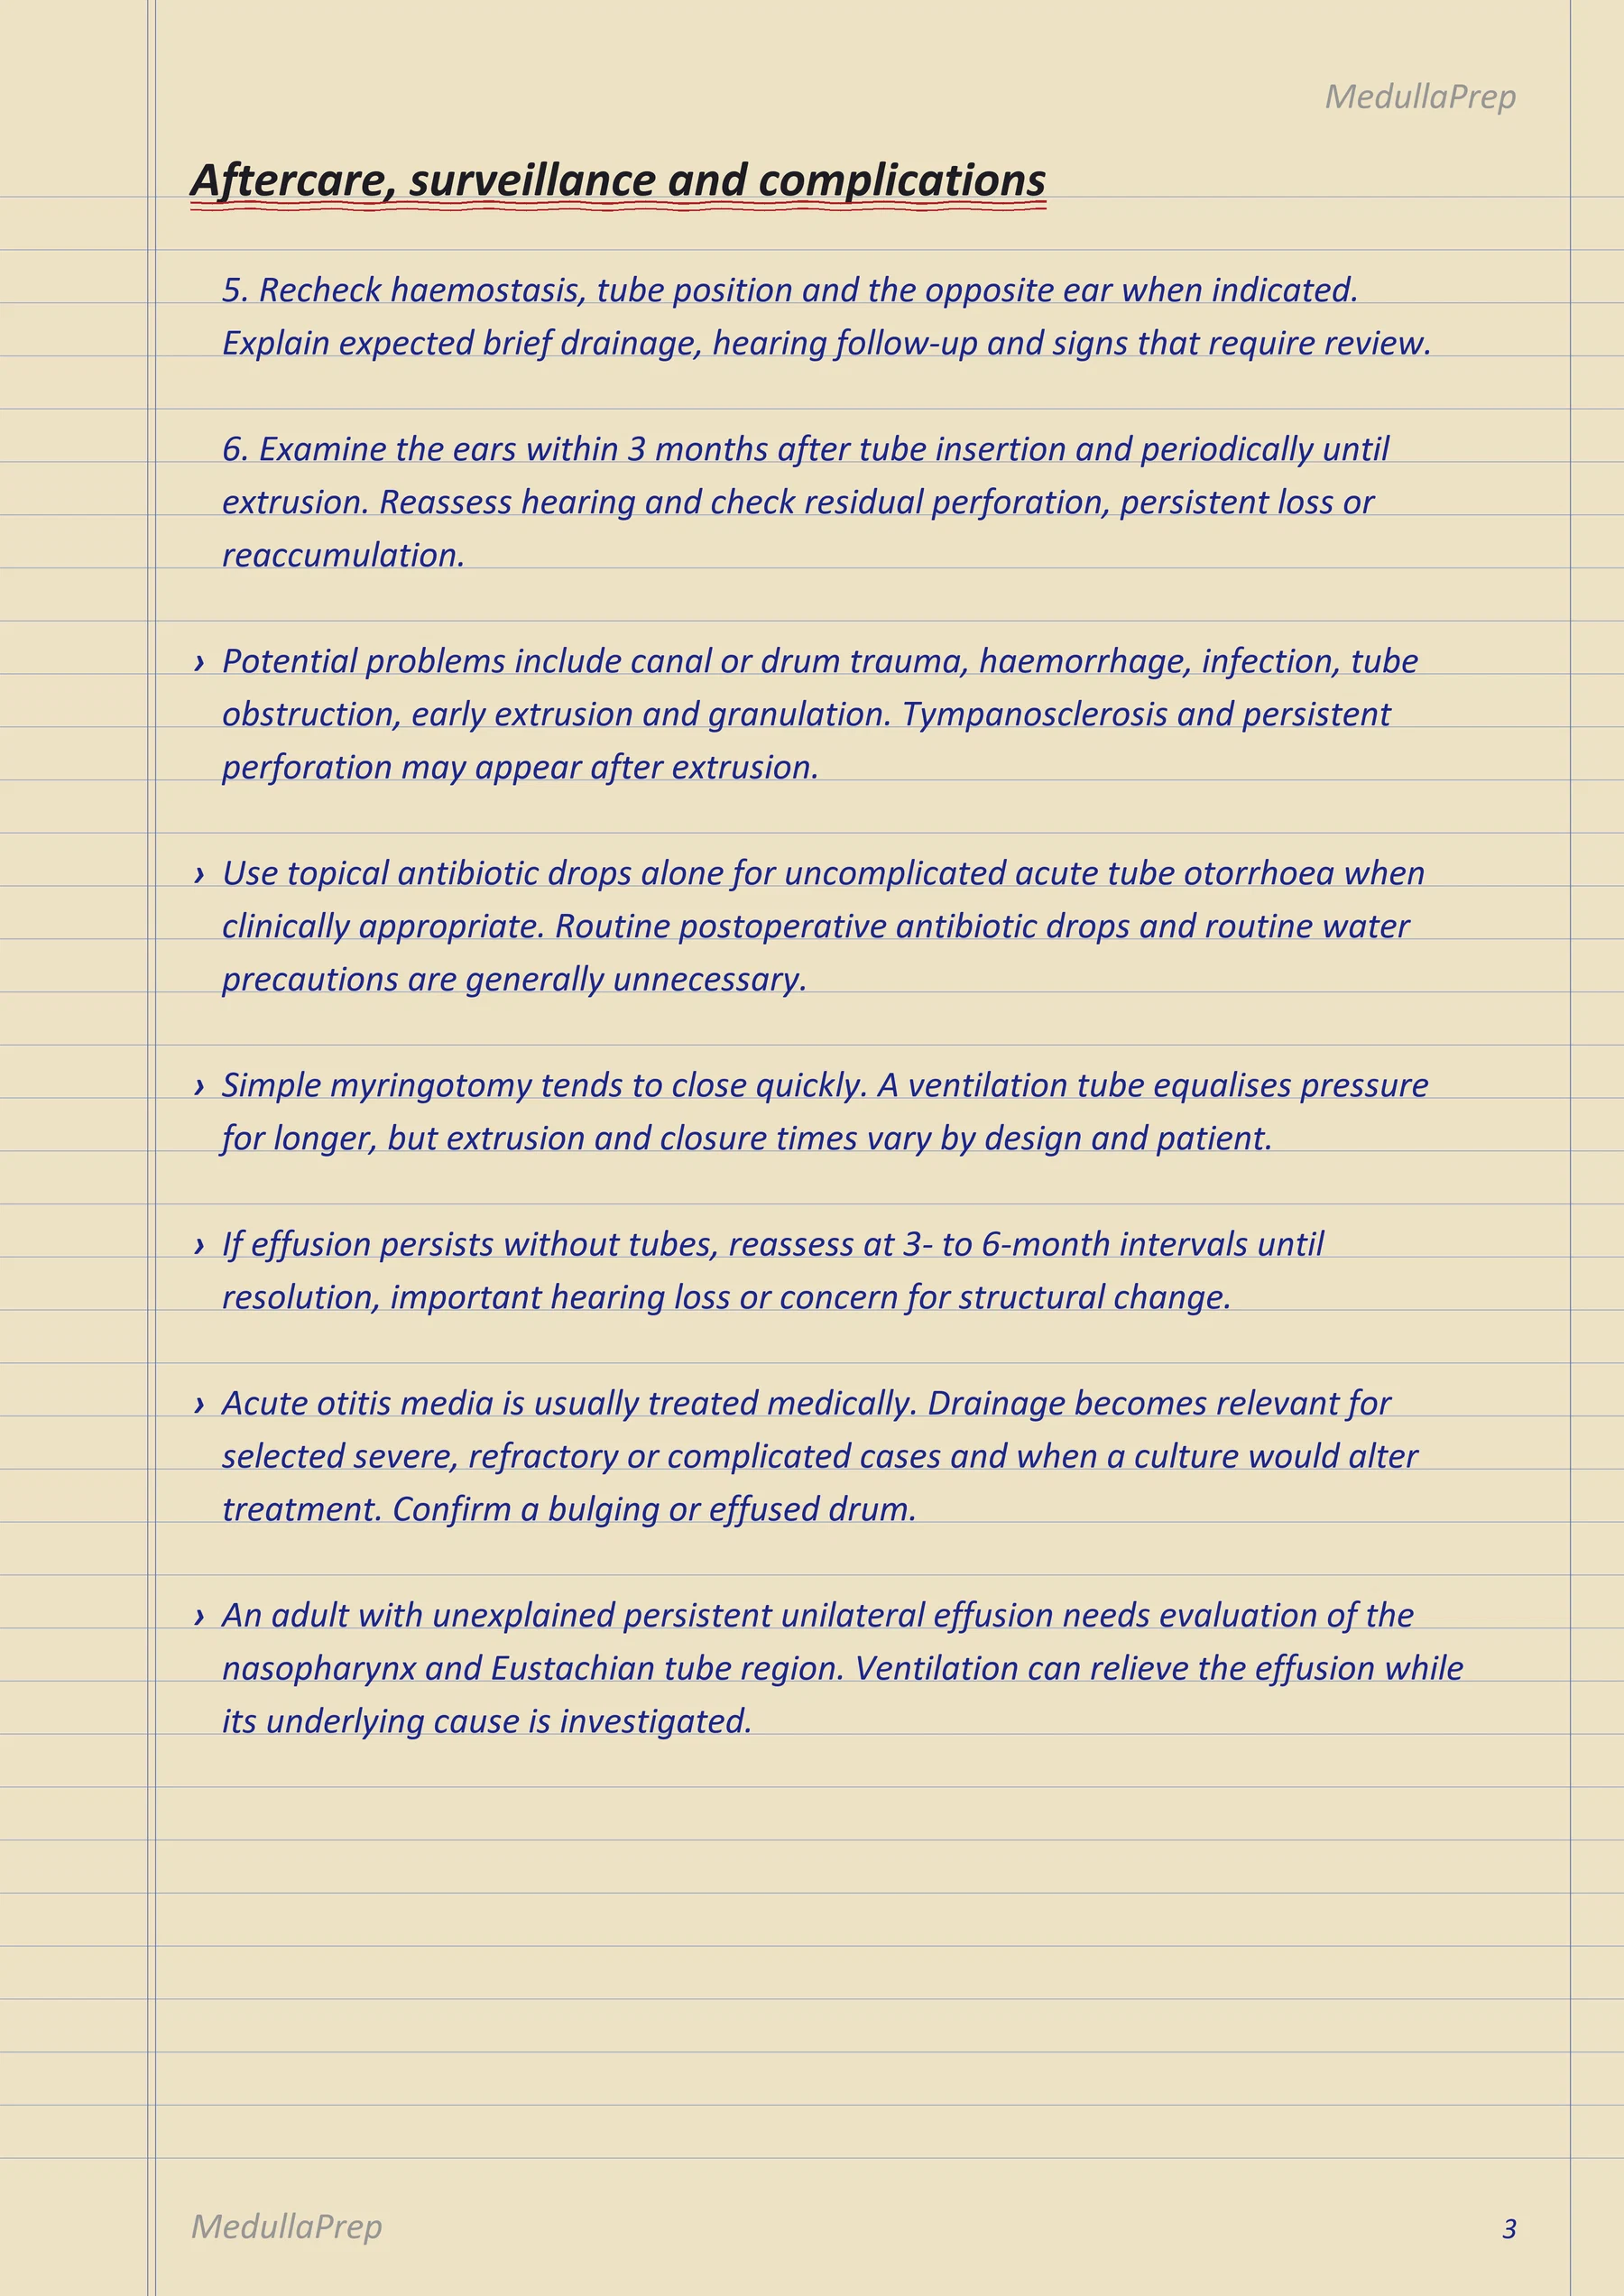 MedullaPrep
Aftercare, surveillance and complications
5. Recheck haemostasis, tube position and the opposite ear when indicated.
Explain expected brief drainage, hearing follow-up and signs that require review.
6. Examine the ears within 3 months after tube insertion and periodically until
extrusion. Reassess hearing and check residual perforation, persistent loss or
reaccumulation.
› Potential problems include canal or drum trauma, haemorrhage, infection, tube
obstruction, early extrusion and granulation. Tympanosclerosis and persistent
perforation may appear after extrusion.
› Use topical antibiotic drops alone for uncomplicated acute tube otorrhoea when
clinically appropriate. Routine postoperative antibiotic drops and routine water
precautions are generally unnecessary.
› Simple myringotomy tends to close quickly. A ventilation tube equalises pressure
for longer, but extrusion and closure times vary by design and patient.
› If effusion persists without tubes, reassess at 3- to 6-month intervals until
resolution, important hearing loss or concern for structural change.
› Acute otitis media is usually treated medically. Drainage becomes relevant for
selected severe, refractory or complicated cases and when a culture would alter
treatment. Confirm a bulging or effused drum.
› An adult with unexplained persistent unilateral effusion needs evaluation of the
nasopharynx and Eustachian tube region. Ventilation can relieve the effusion while
its underlying cause is investigated.
MedullaPrep
3